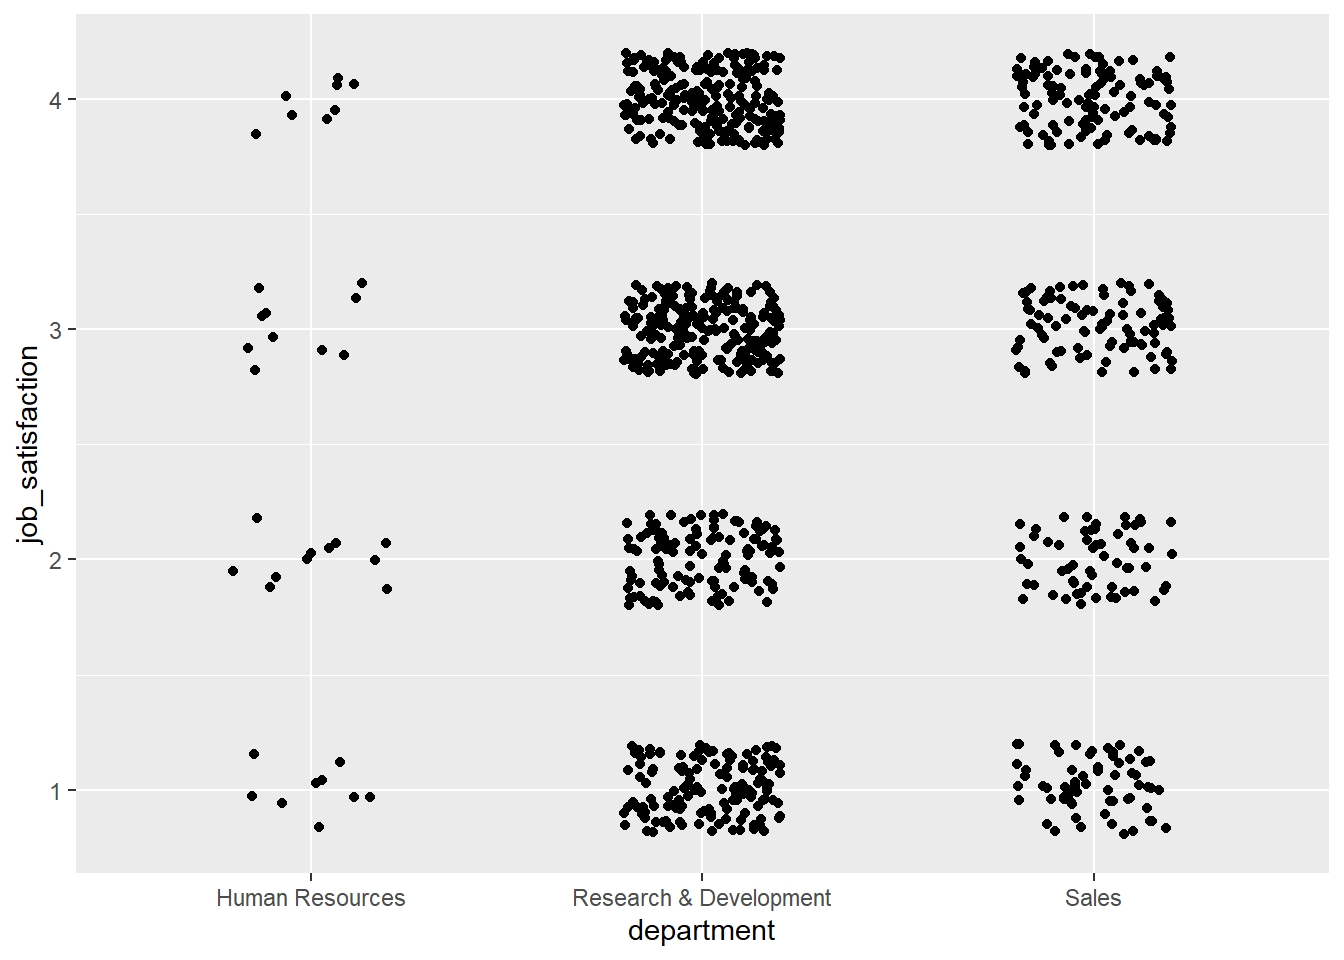 job_satisfaction
4
3
2
1
Human Resources
Research & Development
Sales
department